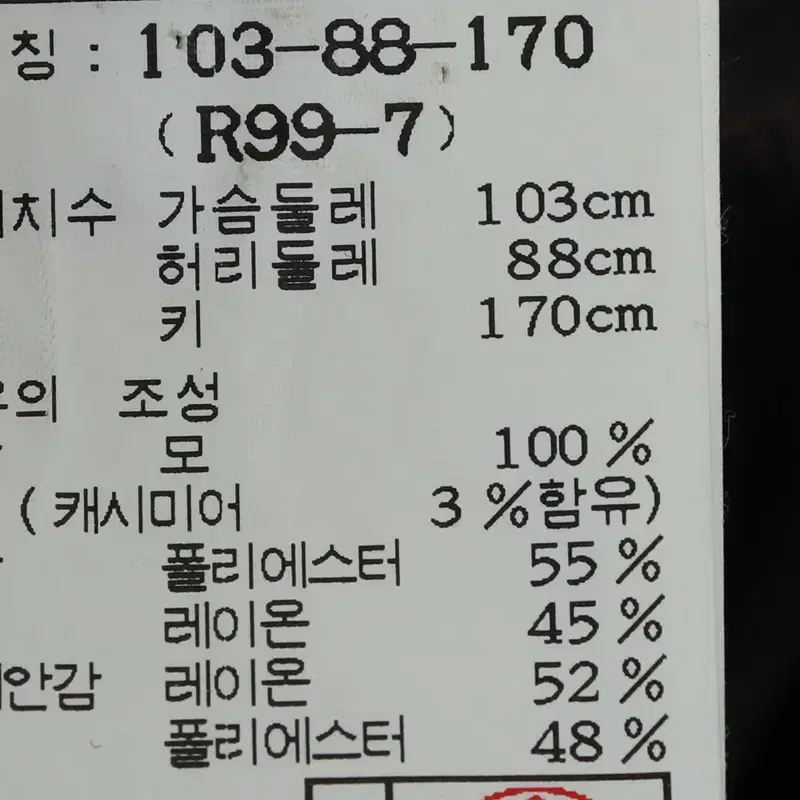 칭 : 103-88-170
(R99-7)
치수 가슴둘레 103cm
허리둘레 88cm
키 170cm
의 조성
모 100 %
(캐시미어 3 %함유)
폴리에스터 55 %
레이온 45 %
안감 레이온 52 %
폴리에스터 48 %